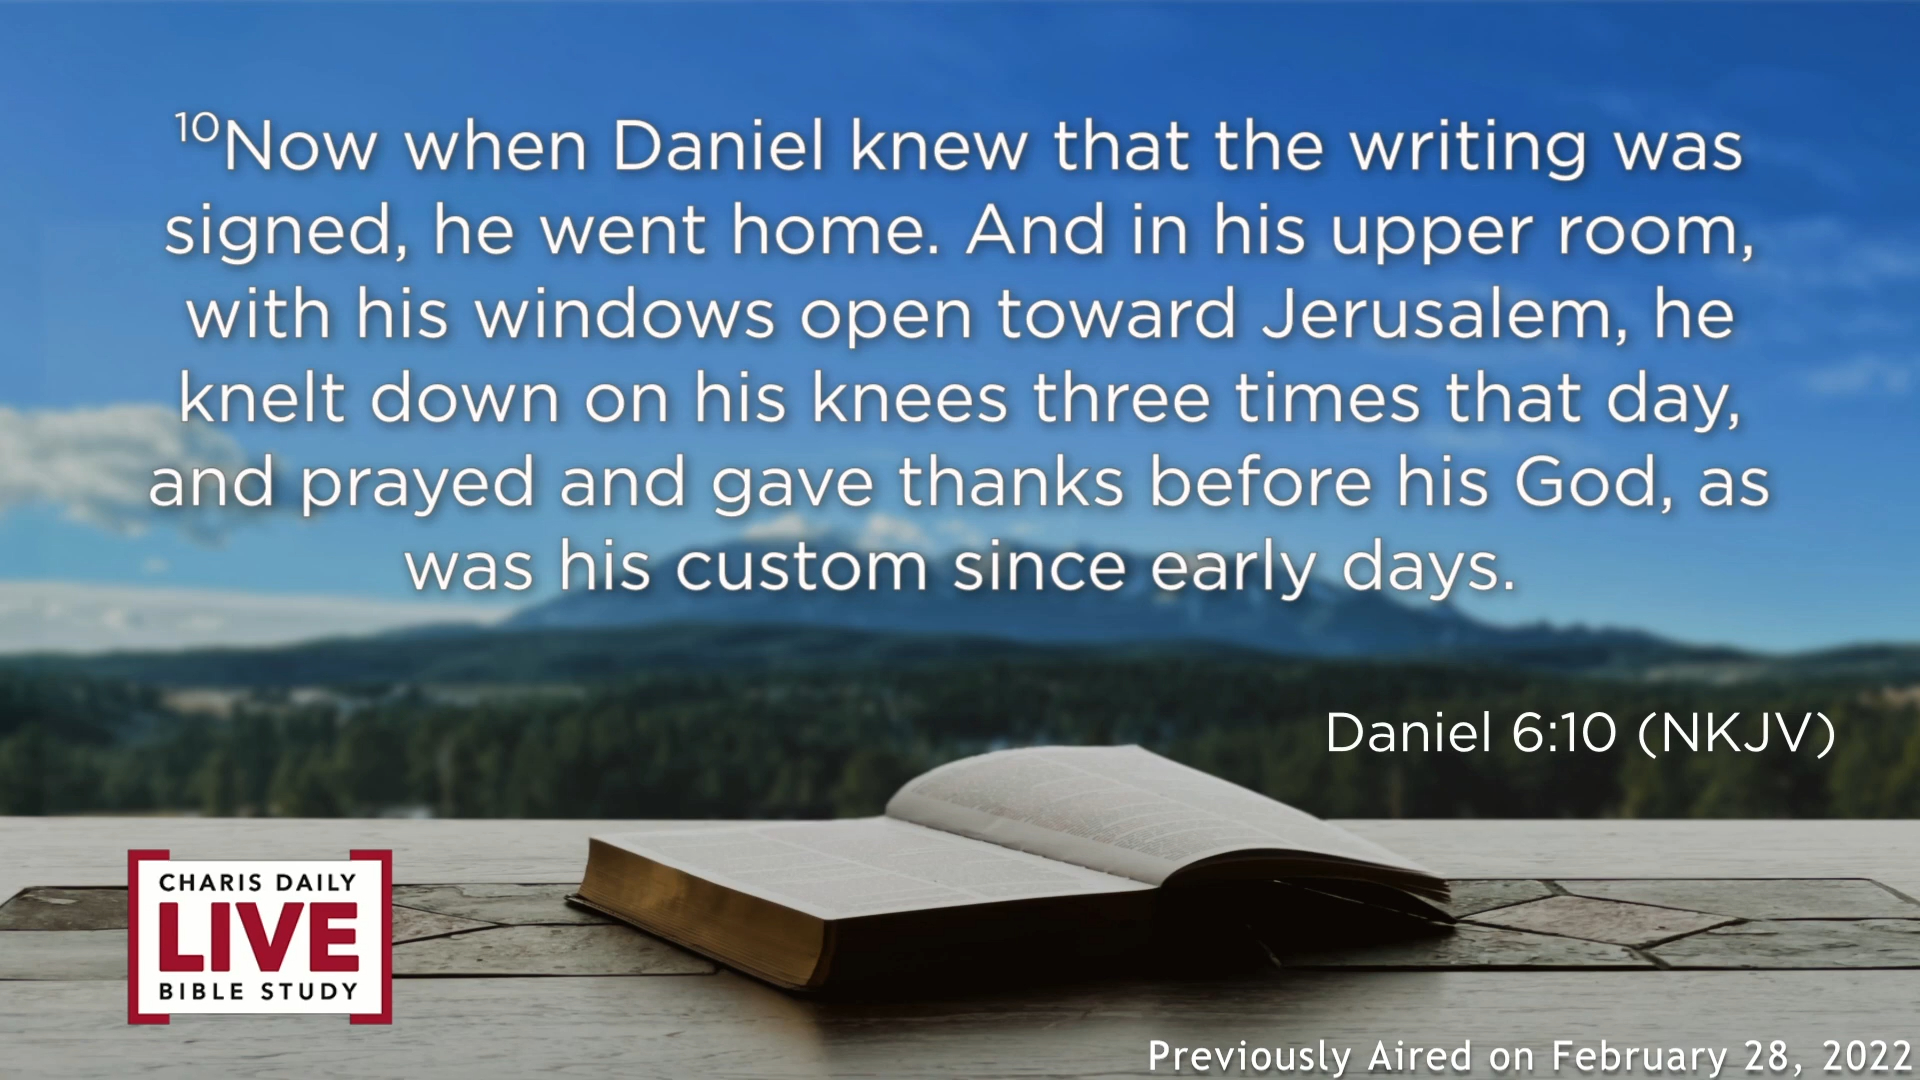 ¹⁰Now when Daniel knew that the writing was
signed, he went home. And in his upper room,
with his windows open toward Jerusalem, he
knelt down on his knees three times that day,
and prayed and gave thanks before his God, as
was his custom since early days.
Daniel 6:10 (NKJV)
CHARIS DAILY
LIVE
BIBLE STUDY
Previously Aired on February 28, 2022